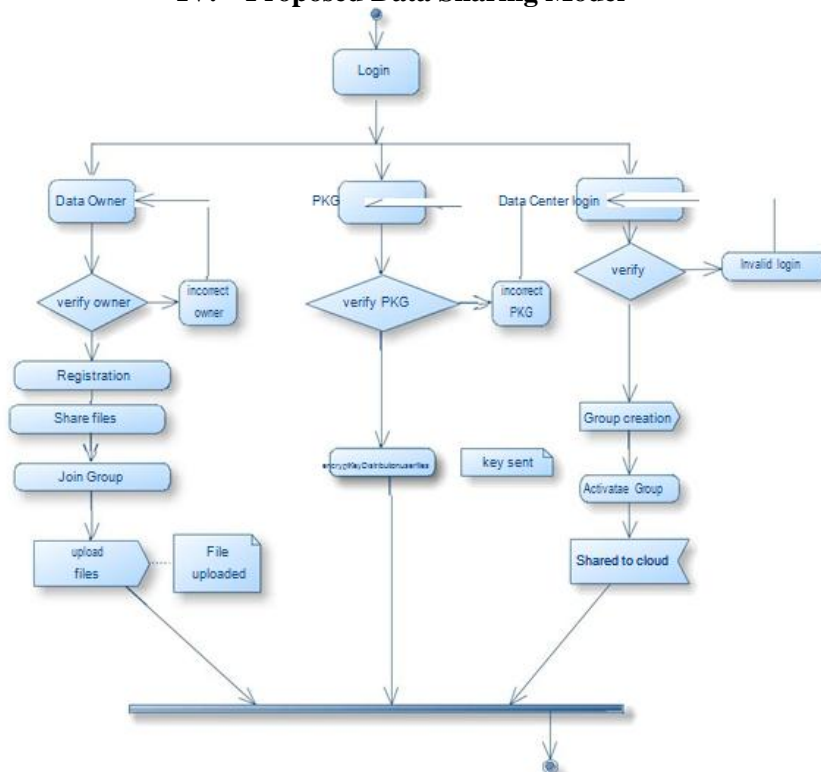 IV. Proposed Data Sharing Model
Login
Data Owner
PKG
Data Center login
verify owner
incorrect
owner
verify PKG
incorrect
PKG
verify
Invalid login
Registration
Share files
Join Group
upload
files
File
uploaded
encryptKeyDistributionuserfiles
key sent
Group creation
Activatae Group
Shared to cloud